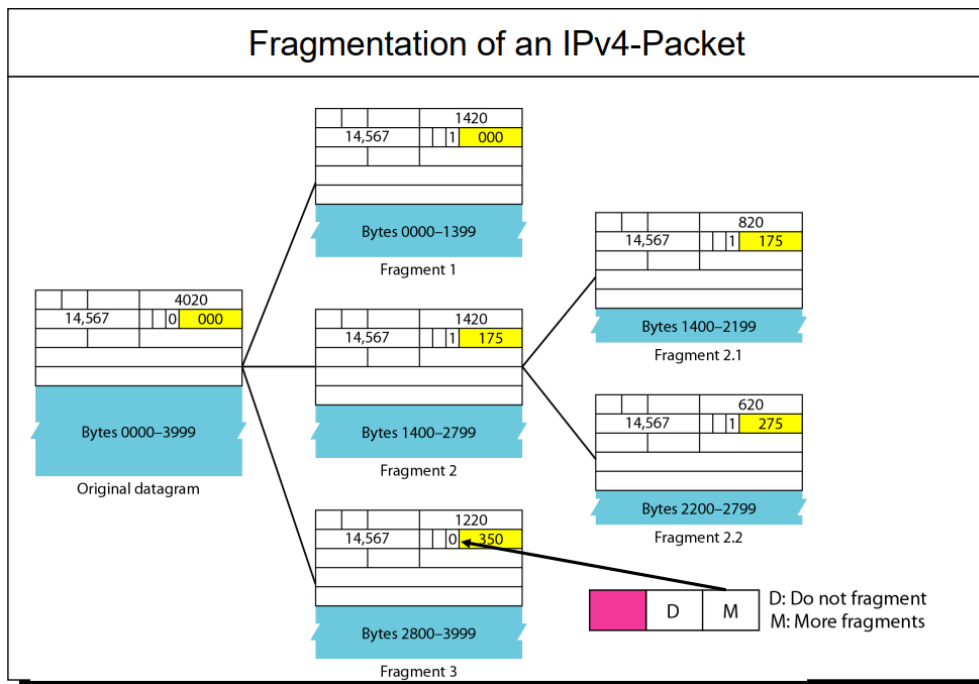 Fragmentation of an IPv4-Packet
1420
14,567 1 000
Bytes 0000–1399
Fragment 1
4020
14,567 0 000
Bytes 0000–3999
Original datagram
1420
14,567 1 175
Bytes 1400–2799
Fragment 2
1220
14,567 0 350
Bytes 2800–3999
Fragment 3
820
14,567 1 175
Bytes 1400–2199
Fragment 2.1
620
14,567 1 275
Bytes 2200–2799
Fragment 2.2
D M
D: Do not fragment
M: More fragments